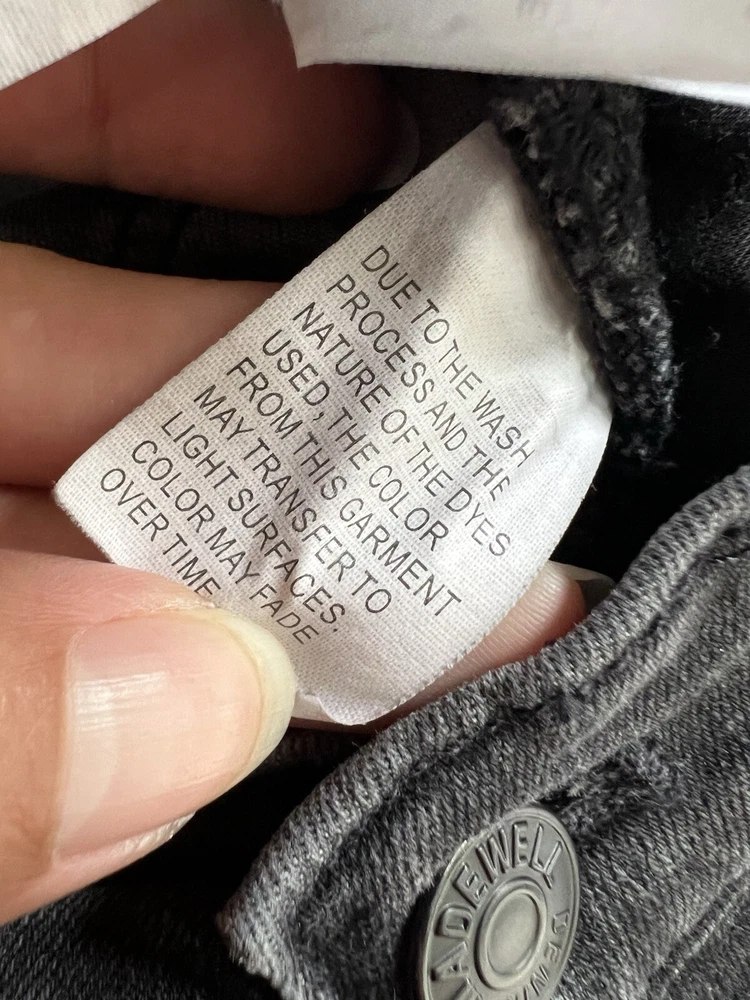 DUE TO THE WASH
PROCESS AND THE
NATURE OF THE DYES
USED, THE COLOR
FROM THIS GARMENT
MAY TRANSFER TO
LIGHT SURFACES.
COLOR MAY FADE
OVER TIME
ADEWELL